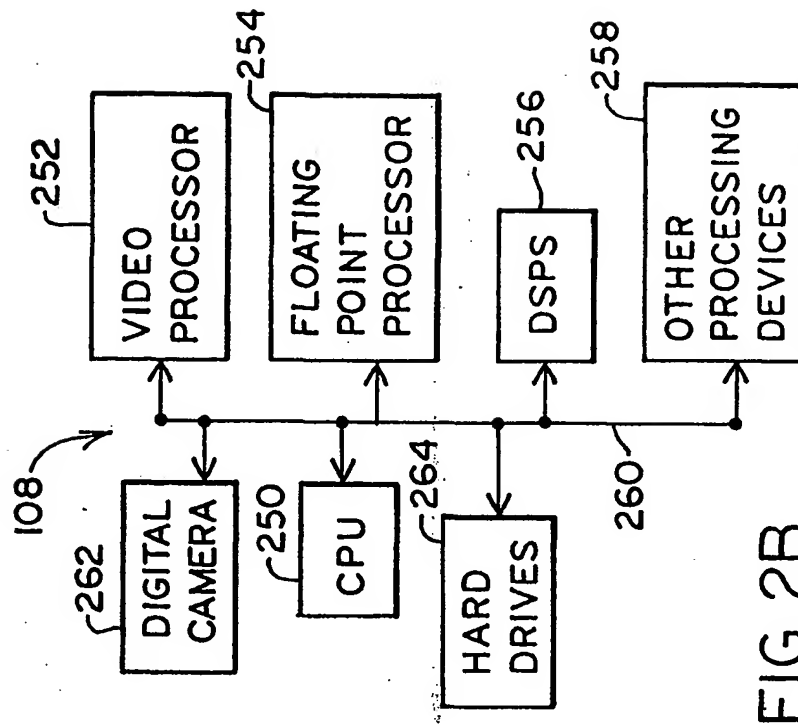 108
262
DIGITAL
CAMERA
250
CPU
264
HARD
DRIVES
252
VIDEO
PROCESSOR
254
FLOATING
POINT
PROCESSOR
256
DSPS
258
OTHER
PROCESSING
DEVICES
260
FIG. 2B